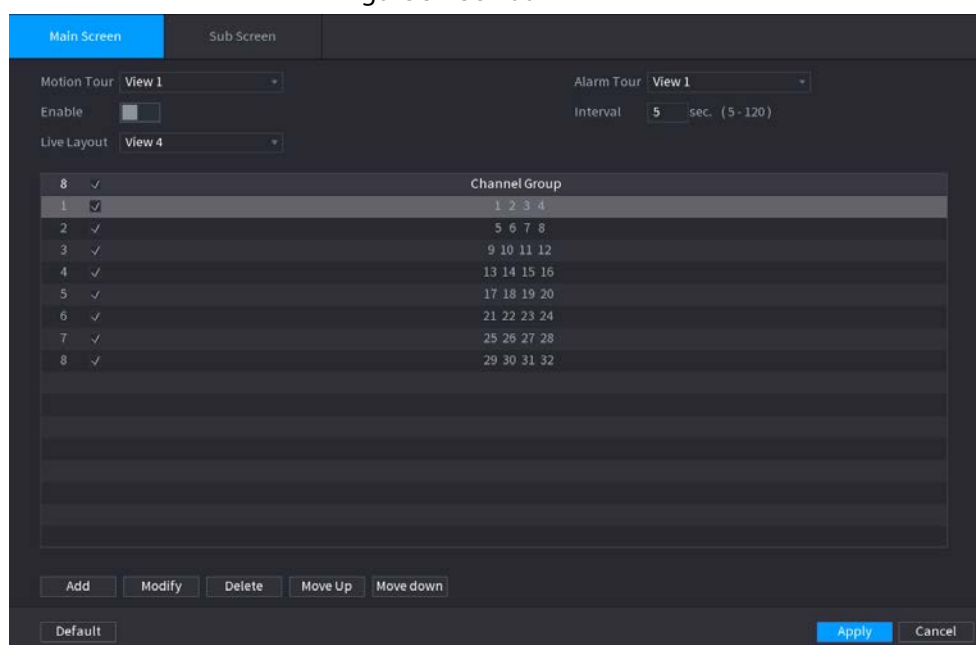 Main Screen Sub Screen
Motion Tour View 1 Alarm Tour View 1
Enable Interval 5 sec. (5-120)
Live Layout View 4
8 Channel Group
1 1 2 3 4
2 5 6 7 8
3 9 10 11 12
4 13 14 15 16
5 17 18 19 20
6 21 22 23 24
7 25 26 27 28
8 29 30 31 32
Add Modify Delete Move Up Move down
Default Apply Cancel